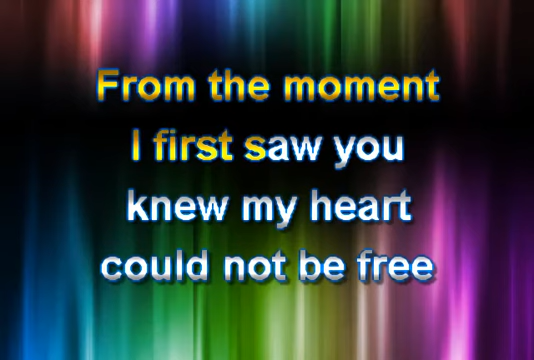 From the moment
I first saw you
knew my heart
could not be free